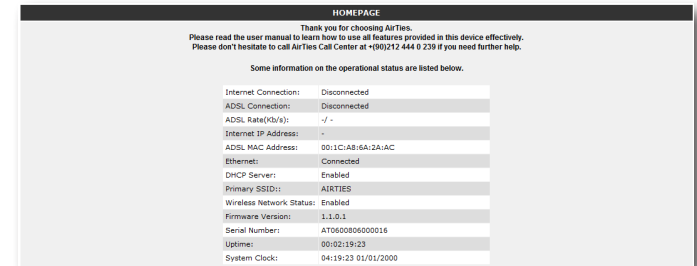 HOMEPAGE
Thank you for choosing AirTies.
Please read the user manual to learn how to use all features provided in this device effectively.
Please don't hesitate to call AirTies Call Center at +(90)212 444 0 239 if you need further help.
Some information on the operational status are listed below.
Internet Connection: Disconnected
ADSL Connection: Disconnected
ADSL Rate(Kb/s): -/ -
Internet IP Address: -
ADSL MAC Address: 00:1C:A8:6A:2A:AC
Ethernet: Connected
DHCP Server: Enabled
Primary SSID:: AIRTIES
Wireless Network Status: Enabled
Firmware Version: 1.1.0.1
Serial Number: AT0600806000016
Uptime: 00:02:19:23
System Clock: 04:19:23 01/01/2000